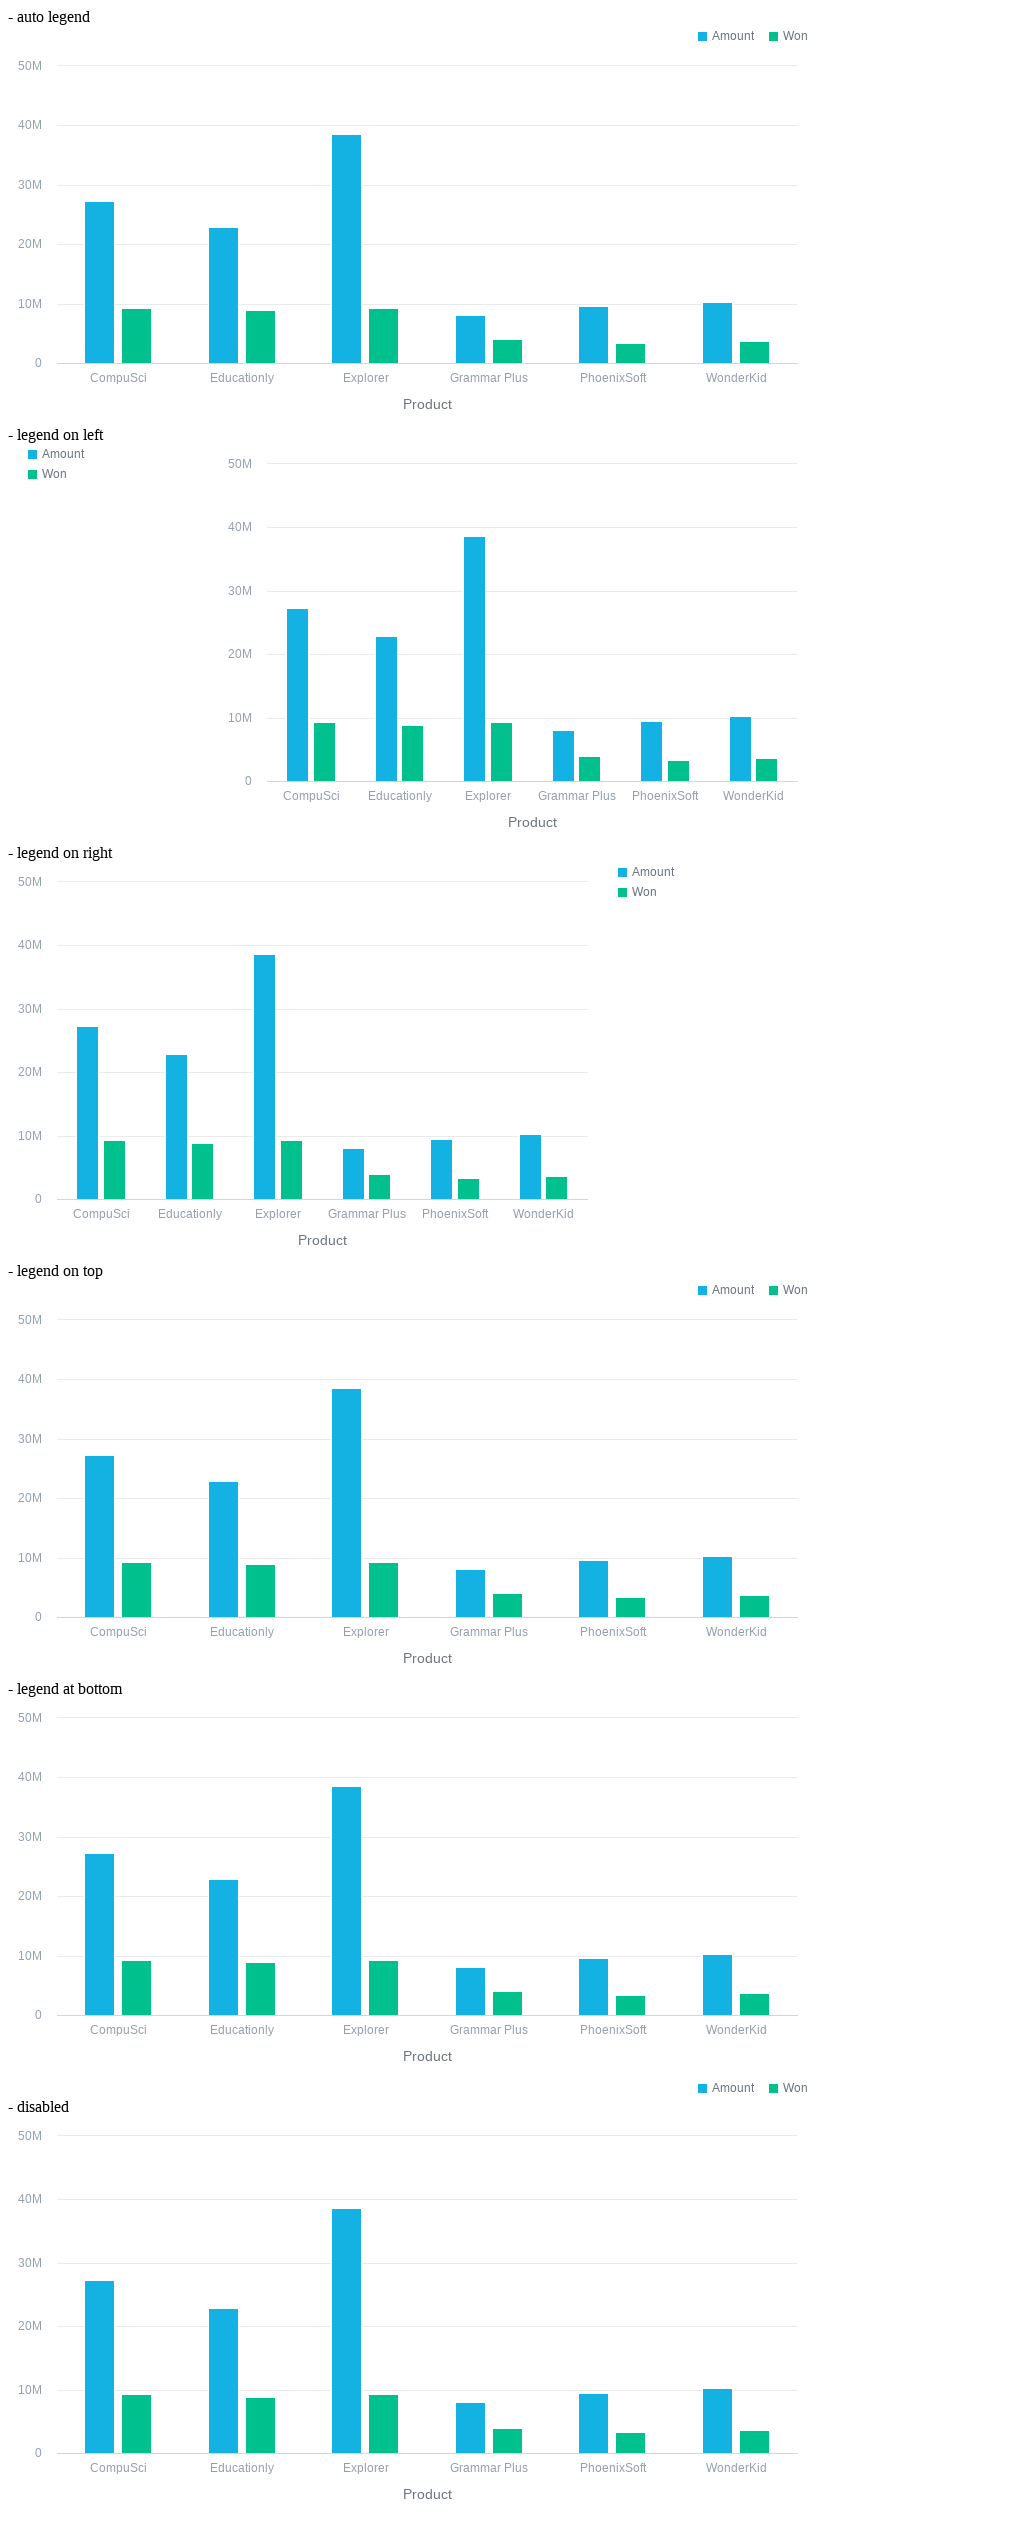 - auto legend
Amount Won
50M
40M
30M
20M
10M
0
CompuSci Educationly Explorer Grammar Plus PhoenixSoft WonderKid
Product
- legend on left
Amount
Won
50M
40M
30M
20M
10M
0
CompuSci Educationly Explorer Grammar Plus PhoenixSoft WonderKid
Product
- legend on right
Amount
Won
50M
40M
30M
20M
10M
0
CompuSci Educationly Explorer Grammar Plus PhoenixSoft WonderKid
Product
- legend on top
Amount Won
50M
40M
30M
20M
10M
0
CompuSci Educationly Explorer Grammar Plus PhoenixSoft WonderKid
Product
- legend at bottom
50M
40M
30M
20M
10M
0
CompuSci Educationly Explorer Grammar Plus PhoenixSoft WonderKid
Product
Amount Won
- disabled
50M
40M
30M
20M
10M
0
CompuSci Educationly Explorer Grammar Plus PhoenixSoft WonderKid
Product